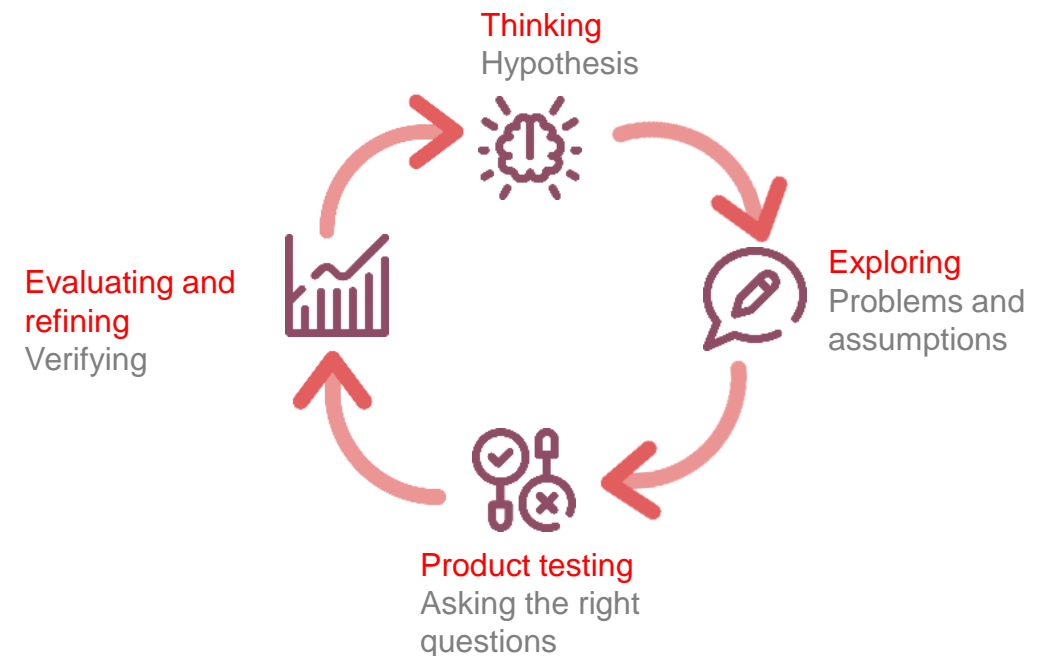 Thinking
Hypothesis
Exploring
Problems and
assumptions
Product testing
Asking the right
questions
Evaluating and
refining
Verifying